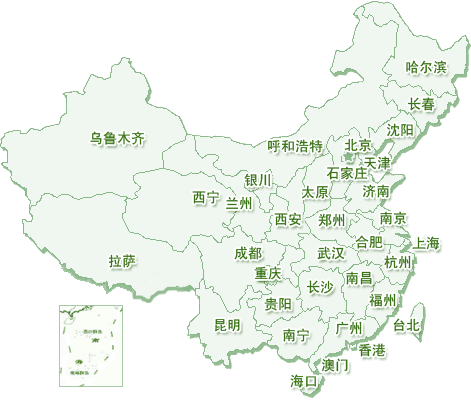 哈尔滨
长春
沈阳
乌鲁木齐
呼和浩特
北京
天津
石家庄
银川
太原
济南
西宁
兰州
西安
郑州
南京
合肥
上海
成都
武汉
杭州
拉萨
重庆
南昌
长沙
贵阳
福州
昆明
广州
台北
南宁
香港
澳门
海口